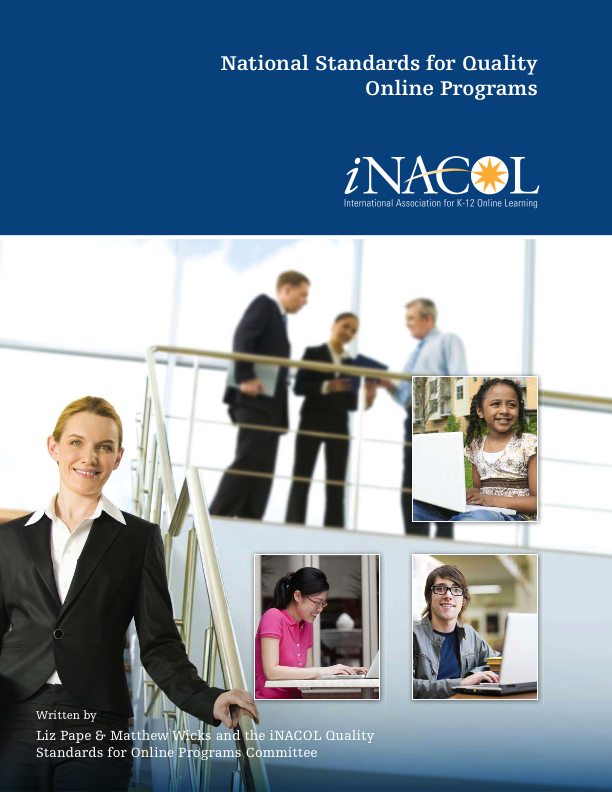 National Standards for Quality
Online Programs
iNACOL
International Association for K-12 Online Learning
Written by
Liz Pape & Matthew Wicks and the iNACOL Quality
Standards for Online Programs Committee